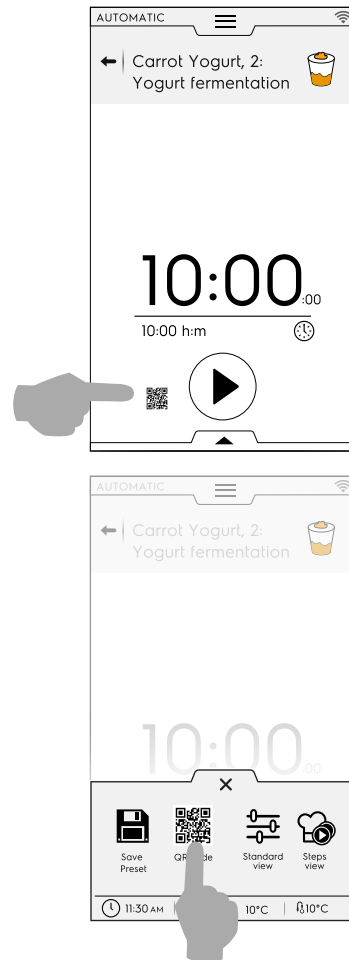 AUTOMATIC
Carrot Yogurt, 2:
Yogurt fermentation
10:00:00
10:00 h:m
AUTOMATIC
Carrot Yogurt, 2:
Yogurt fermentation
10:00:00
Save
Preset
Standard
view
Steps
view
11:30 AM
10°C
10°C